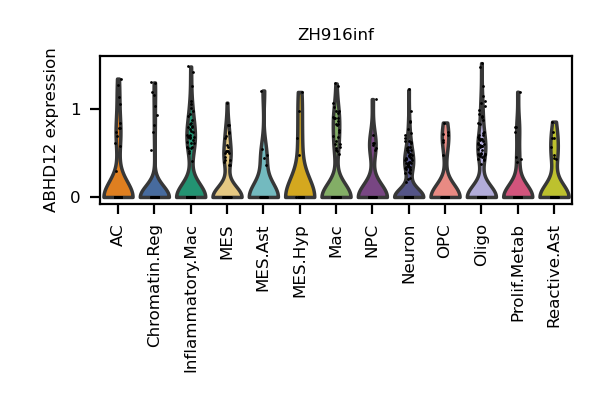 ZH916inf
ABHD12 expression
1
0
AC
Chromatin.Reg
Inflammatory.Mac
MES
MES.Ast
MES.Hyp
Mac
NPC
Neuron
OPC
Oligo
Prolif.Metab
Reactive.Ast